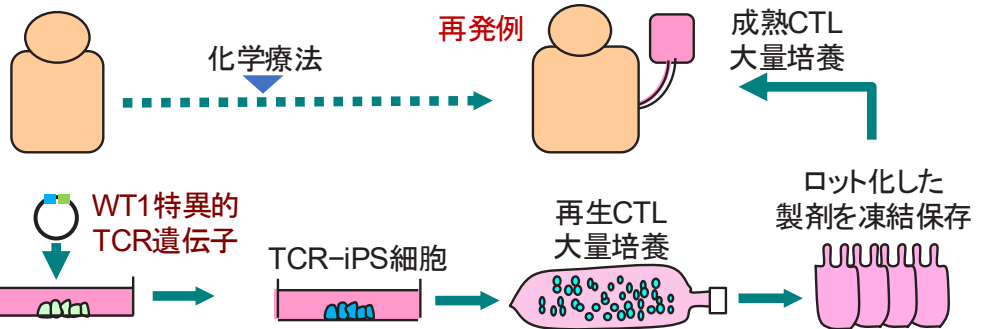 化学療法
再発例
成熟CTL
大量培養
WT1特異的
TCR遺伝子
TCR−iPS細胞
再生CTL
大量培養
ロット化した
製剤を凍結保存